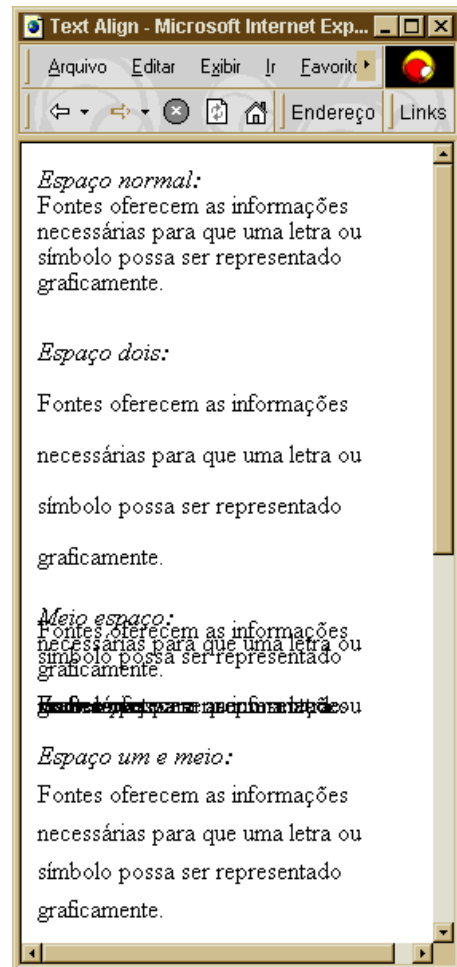 Text Align - Microsoft Internet Exp...
Arquivo Editar Exibir Ir Favorito
Endereço Links
Espaço normal:
Fontes oferecem as informações
necessárias para que uma letra ou
símbolo possa ser representado
graficamente.
Espaço dois:
Fontes oferecem as informações
necessárias para que uma letra ou
símbolo possa ser representado
graficamente.
Meio espaço:
Fontes oferecem as informações
necessárias para que uma letra ou
símbolo possa ser representado
graficamente.
Espaço um e meio:
Fontes oferecem as informações
necessárias para que uma letra ou
símbolo possa ser representado
graficamente.